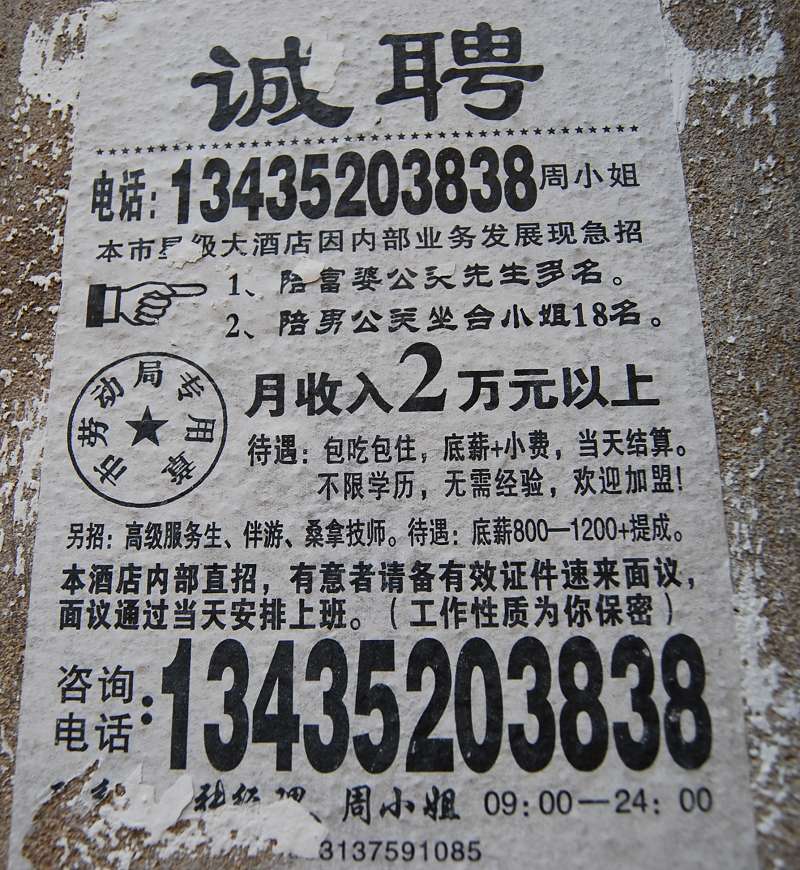 诚聘
电话：13435203838周小姐
本市星级大酒店因内部业务发展现急招
1、陪富婆公关先生多名。
2、陪男公关坐台小姐18名。
市劳动局专用章
月收入2万元以上
待遇：包吃包住，底薪+小费，当天结算。
不限学历，无需经验，欢迎加盟！
另招：高级服务生、伴游、桑拿技师。待遇：底薪800—1200+提成。
本酒店内部直招，有意者请备有效证件速来面议，
面议通过当天安排上班。（工作性质为你保密）
咨询电话：13435203838
经理、周小姐 09：00—24：00
3137591085